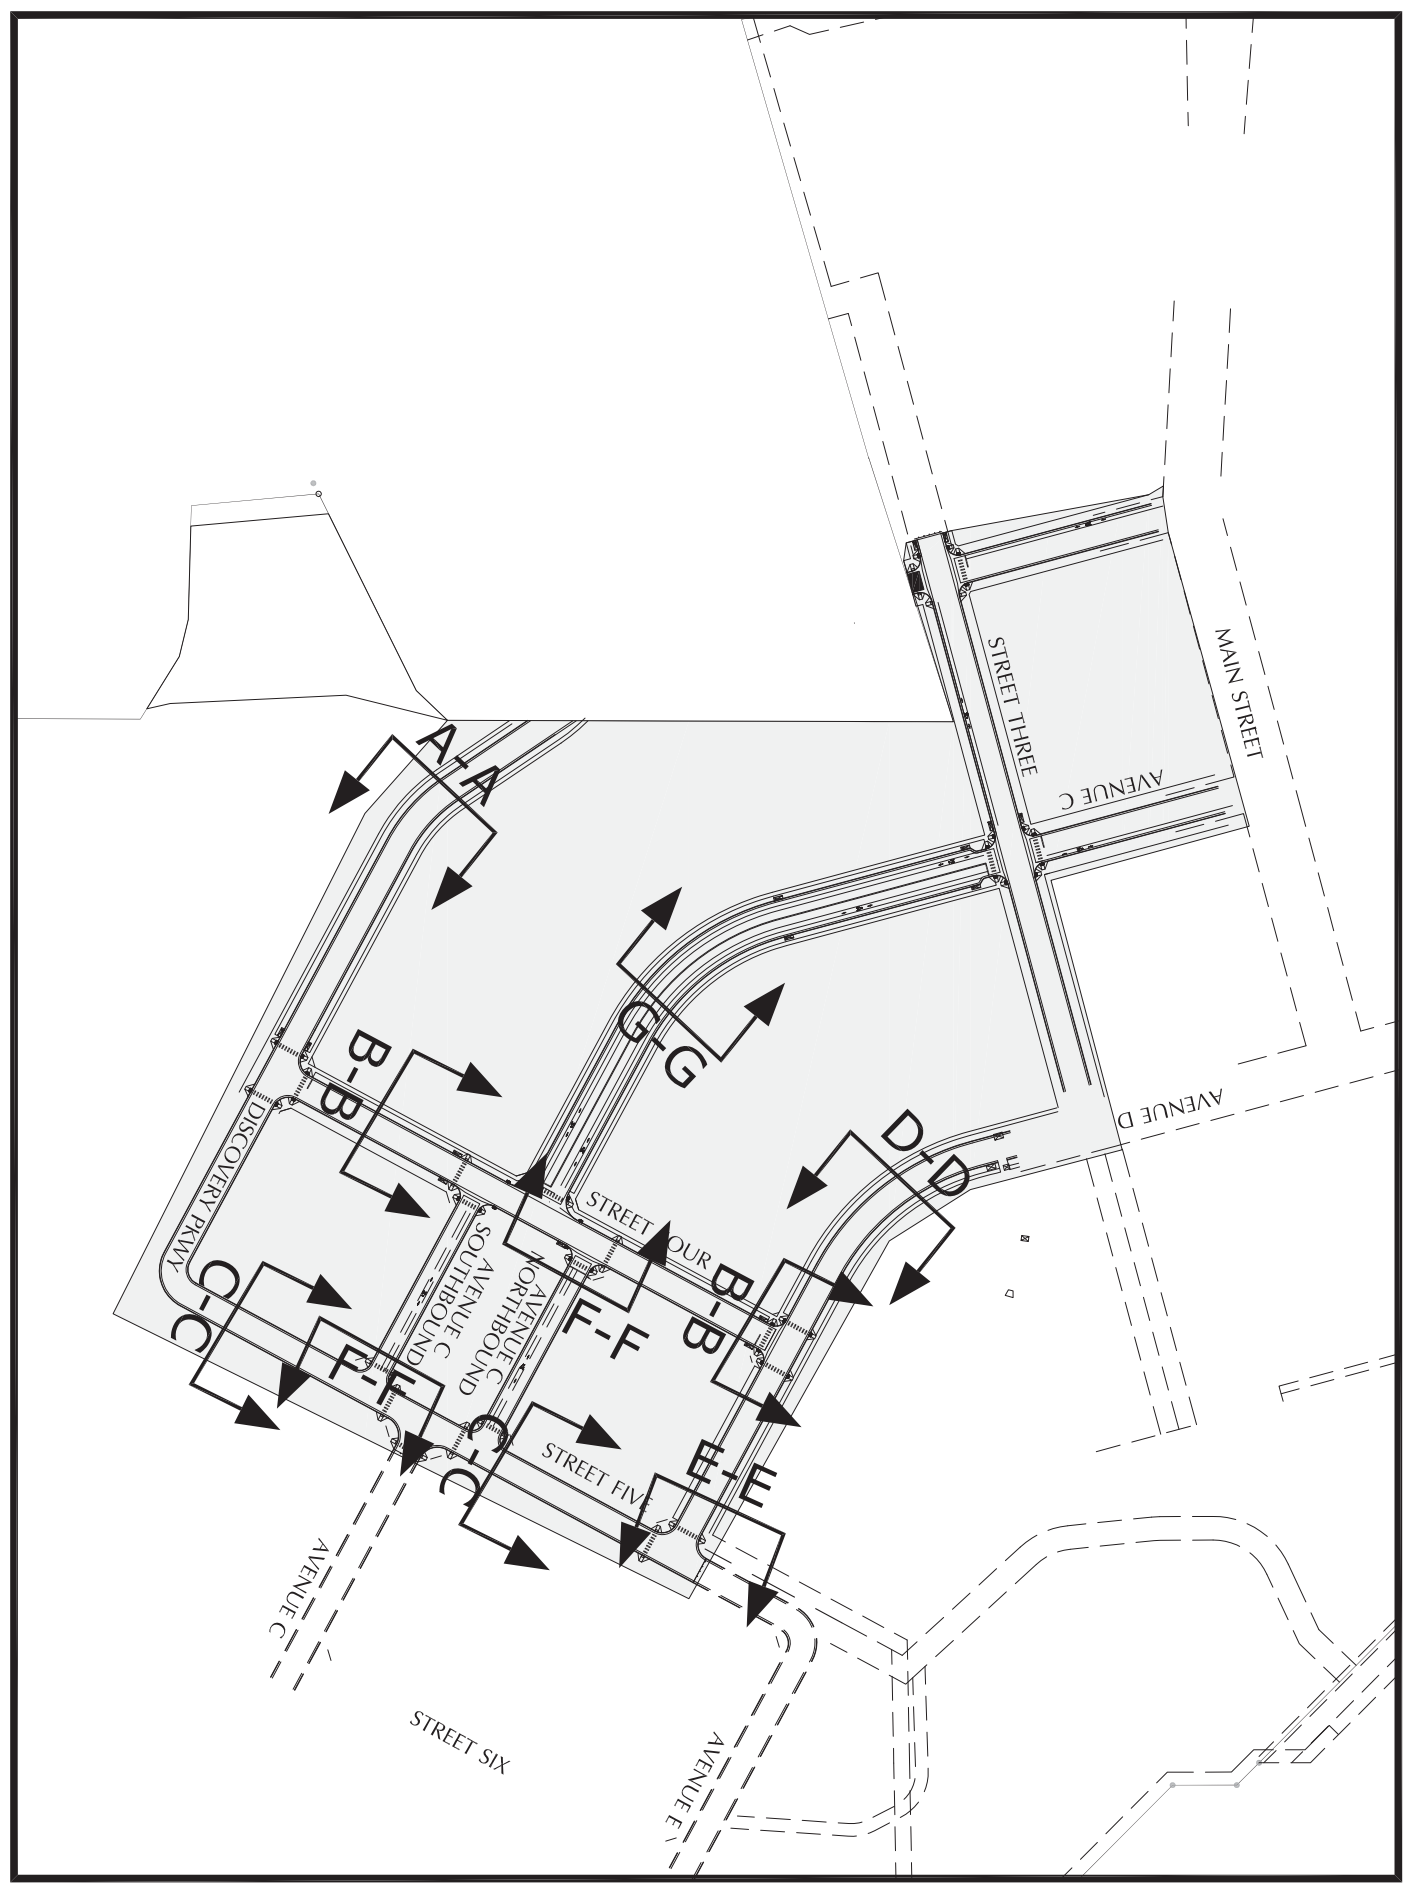 STREET THREE
MAIN STREET
AVENUE C
A-A
G-G
B-B
AVENUE D
D-D
DISCOVERY PKWY
STREET FOUR
AVENUE C
SOUTHBOUND
AVENUE C
NORTHBOUND
C-C
B-B
F-F
F-F
C-C
STREET FIVE
E-E
AVENUE C
STREET SIX
AVENUE E